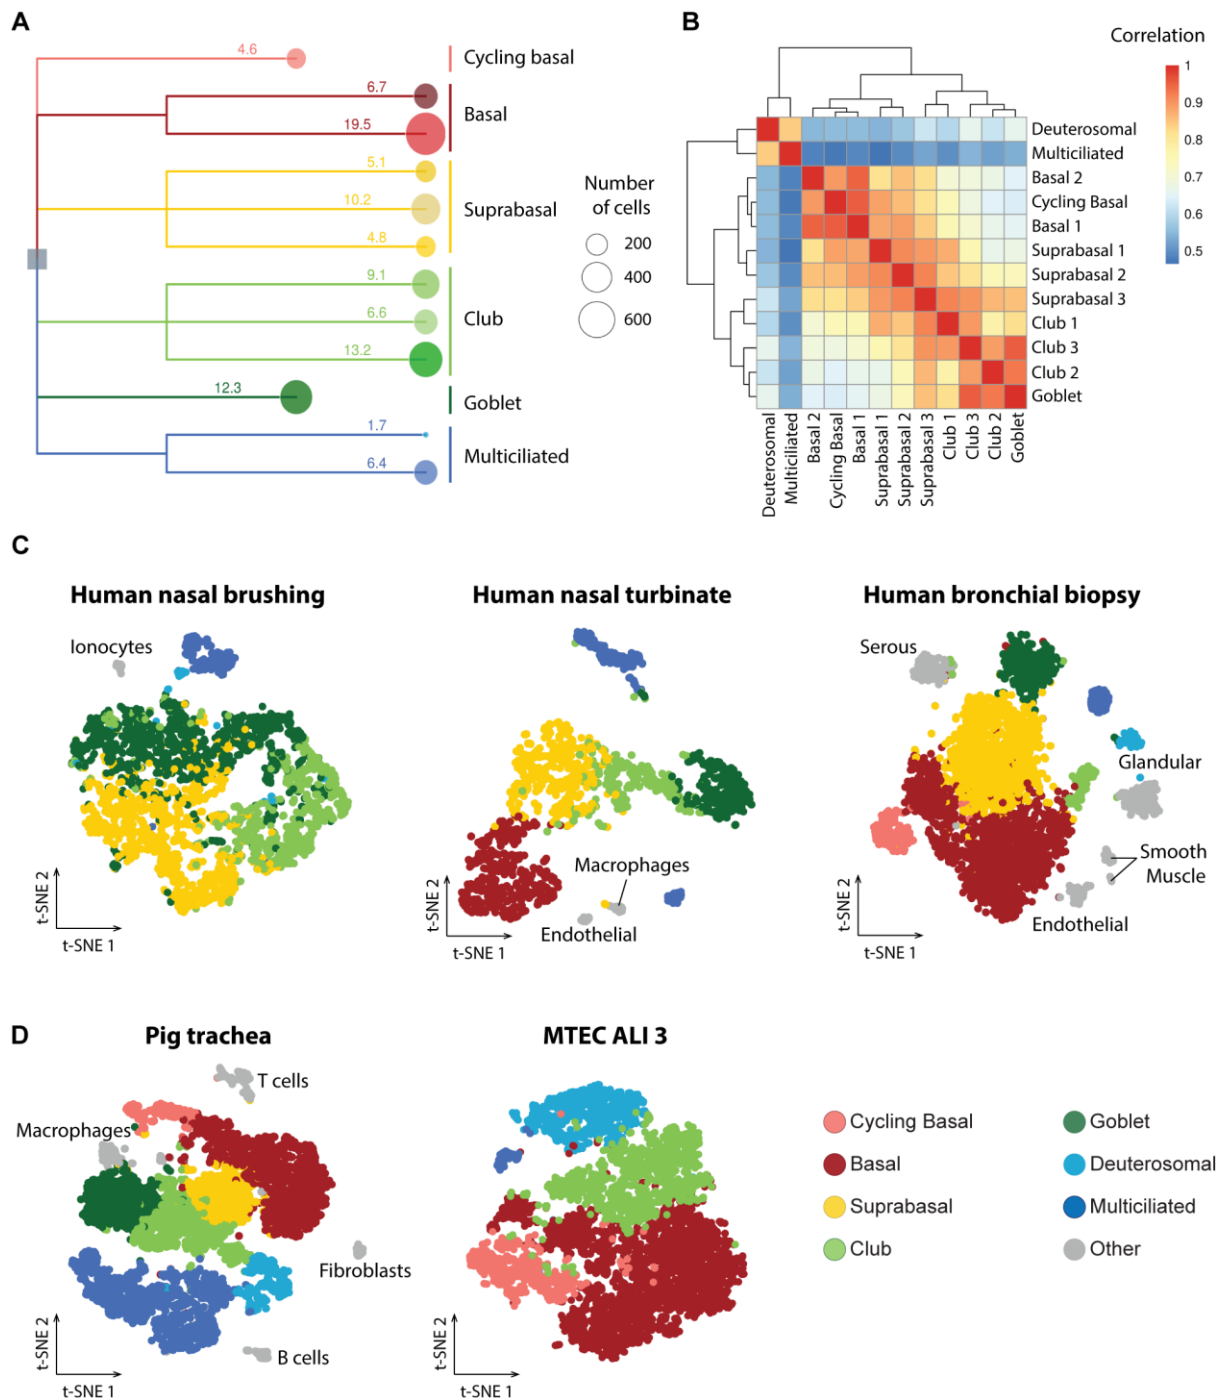 A
4.6
Cycling basal
6.7
Basal
19.5
5.1
10.2
Suprabasal
4.8
9.1
6.6
Club
13.2
12.3
Goblet
1.7
Multiciliated
6.4
Number
of cells
200
400
600
B
Correlation
1
0.9
0.8
0.7
0.6
0.5
Deuterosomal
Multiciliated
Basal 2
Cycling Basal
Basal 1
Suprabasal 1
Suprabasal 2
Suprabasal 3
Club 1
Club 3
Club 2
Goblet
Deuterosomal
Multiciliated
Basal 2
Cycling Basal
Basal 1
Suprabasal 1
Suprabasal 2
Suprabasal 3
Club 1
Club 3
Club 2
Goblet
C
Human nasal brushing
Ionocytes
t-SNE 2
t-SNE 1
Human nasal turbinate
Macrophages
Endothelial
t-SNE 2
t-SNE 1
Human bronchial biopsy
Serous
Glandular
Smooth
Muscle
Endothelial
t-SNE 2
t-SNE 1
D
Pig trachea
T cells
Macrophages
Fibroblasts
B cells
t-SNE 2
t-SNE 1
MTEC ALI 3
t-SNE 2
t-SNE 1
Cycling Basal
Basal
Suprabasal
Club
Goblet
Deuterosomal
Multiciliated
Other